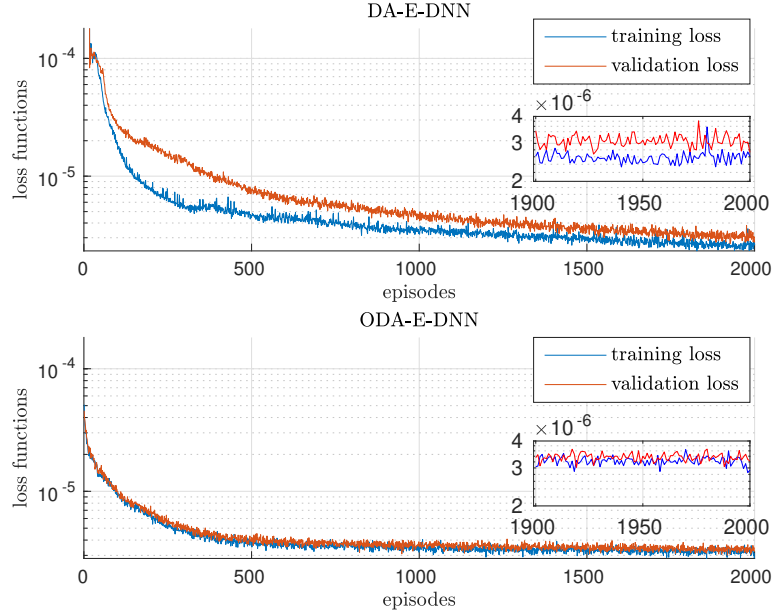 DA-E-DNN
training loss
validation loss
loss functions
10^-4
10^-5
× 10^-6
4
3
2
1900
1950
2000
0
500
1000
1500
2000
episodes
ODA-E-DNN
training loss
validation loss
loss functions
10^-4
10^-5
× 10^-6
4
3
2
1900
1950
2000
0
500
1000
1500
2000
episodes